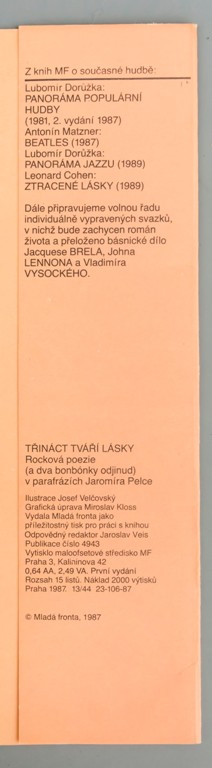 Z knih MF o současné hudbě:
Lubomír Dorůžka:
PANORÁMA POPULÁRNÍ
HUDBY
(1981, 2. vydání 1987)
Antonín Matzner:
BEATLES (1987)
Lubomír Dorůžka:
PANORÁMA JAZZU (1989)
Leonard Cohen:
ZTRACENÉ LÁSKY (1989)
Dále připravujeme volnou řadu
individuálně vypravených svazků,
v nichž bude zachycen román
života a přeloženo básnické dílo
Jacquese BRELA, Johna
LENNONA a Vladimíra
VYSOCKÉHO.
TŘINÁCT TVÁŘÍ LÁSKY
Rocková poezie
(a dva bonbónky odjinud)
v parafrázích Jaromíra Pelce
Ilustrace Josef Velčovský
Grafická úprava Miroslav Kloss
Vydala Mladá fronta jako
příležitostný tisk pro práci s knihou
Odpovědný redaktor Jaroslav Veis
Publikace číslo 4943
Vytisklo maloofsetové středisko MF
Praha 3, Kalininova 42
0,64 AA, 2,49 VA. První vydání
Rozsah 15 listů. Náklad 2000 výtisků
Praha 1987. 13/44 23-106-87
© Mladá fronta, 1987